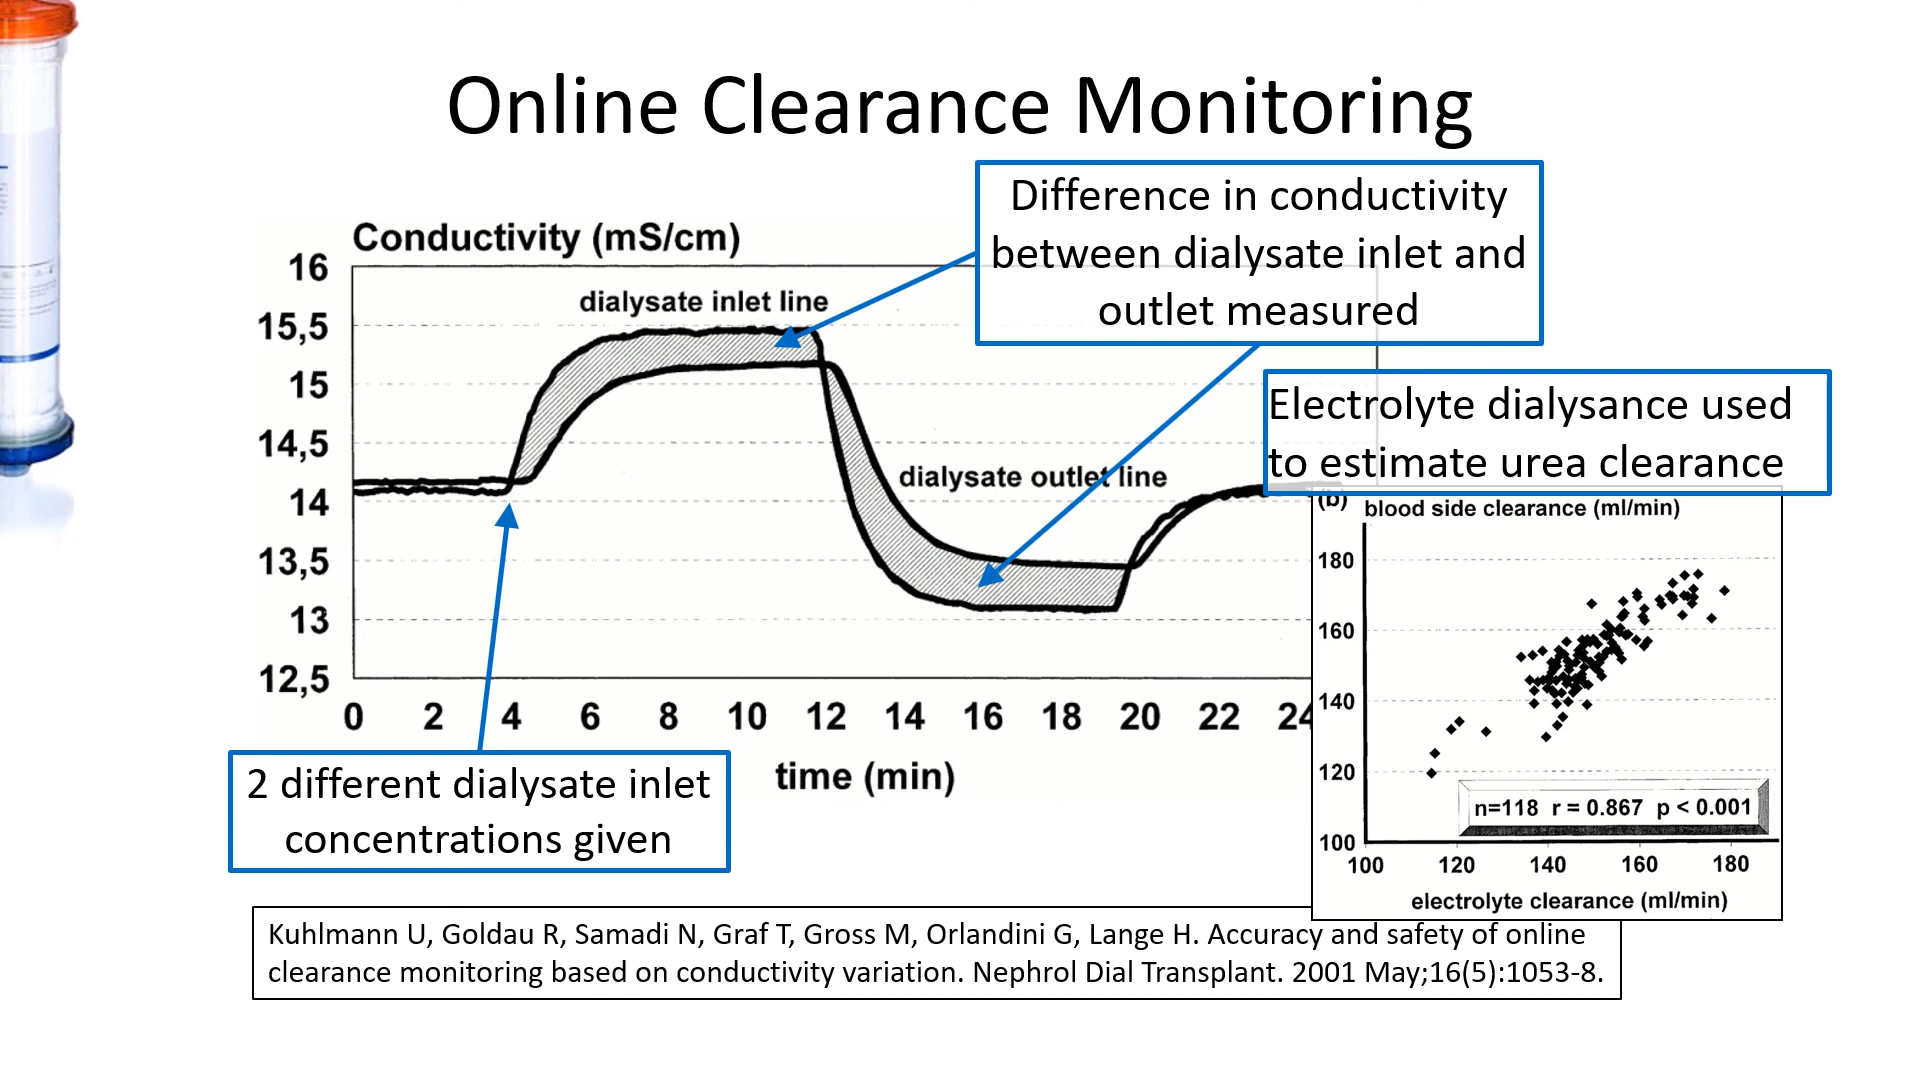 Online Clearance Monitoring
Difference in conductivity
between dialysate inlet and
outlet measured
Conductivity (mS/cm)
16
15,5
15
14,5
14
13,5
13
12,5
dialysate inlet line
dialysate outlet line
0 2 4 6 8 10 12 14 16 18 20 22 24
time (min)
2 different dialysate inlet
concentrations given
Electrolyte dialysance used
to estimate urea clearance
(b)
blood side clearance (ml/min)
180
160
140
120
100
n=118 r = 0.867 p < 0.001
100 120 140 160 180
electrolyte clearance (ml/min)
Kuhlmann U, Goldau R, Samadi N, Graf T, Gross M, Orlandini G, Lange H. Accuracy and safety of online
clearance monitoring based on conductivity variation. Nephrol Dial Transplant. 2001 May;16(5):1053-8.